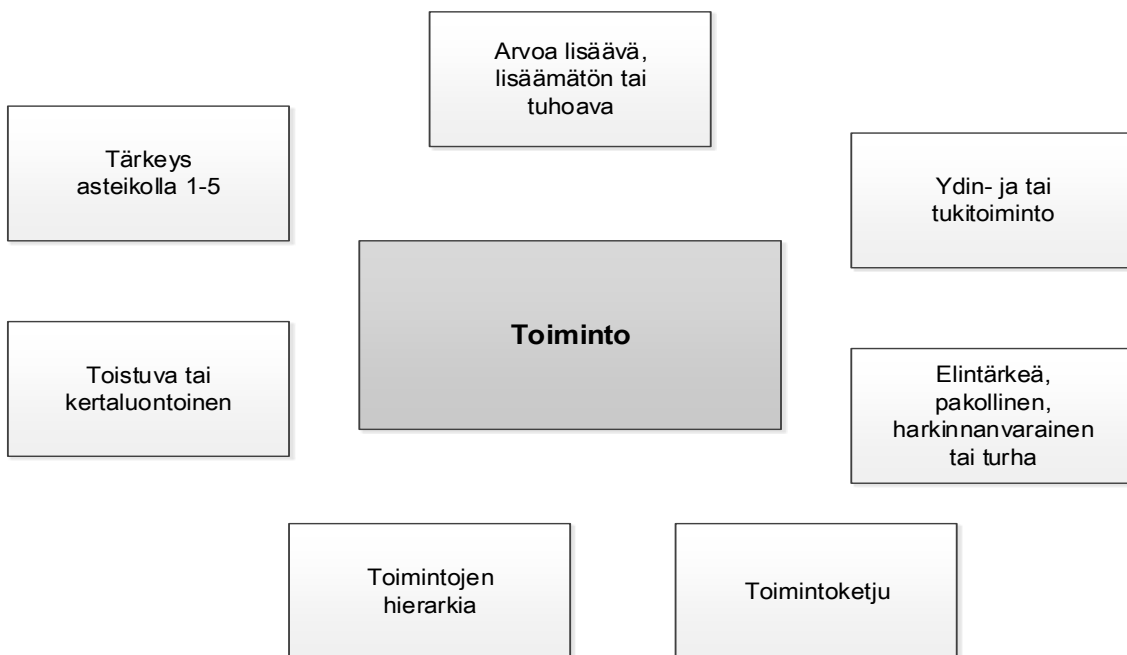 Arvoa lisäävä,
lisäämätön tai
tuhoava
Tärkeys
asteikolla 1-5
Ydin- ja tai
tukitoiminto
Toiminto
Toistuva tai
kertaluontoinen
Elintärkeä,
pakollinen,
harkinnanvarainen
tai turha
Toimintojen
hierarkia
Toimintoketju